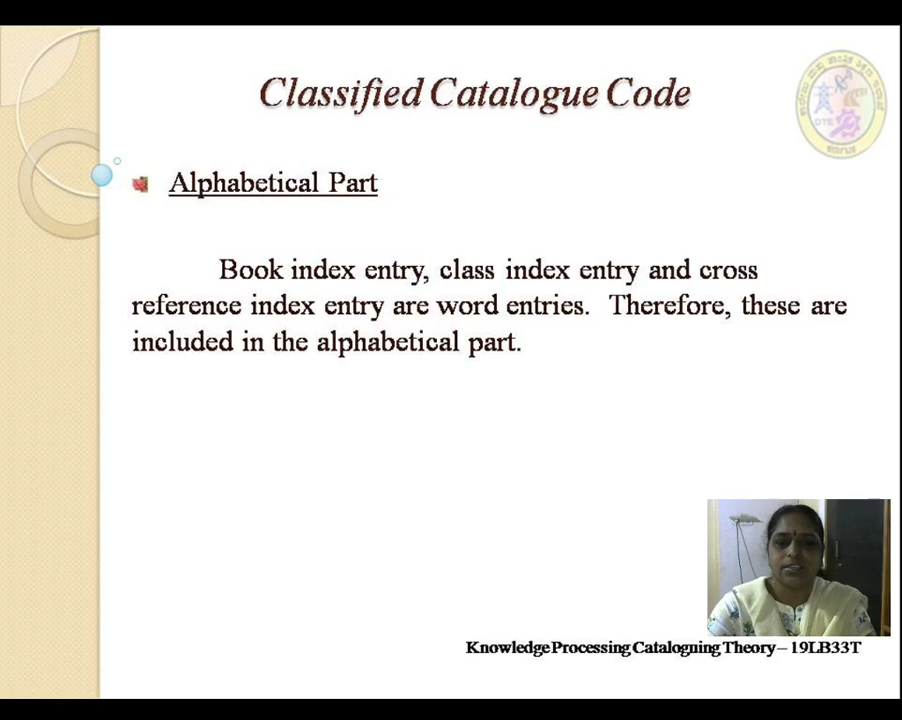 Classified Catalogue Code
Alphabetical Part
Book index entry, class index entry and cross
reference index entry are word entries. Therefore, these are
included in the alphabetical part.
Knowledge Processing Cataloguing Theory – 19LB33T